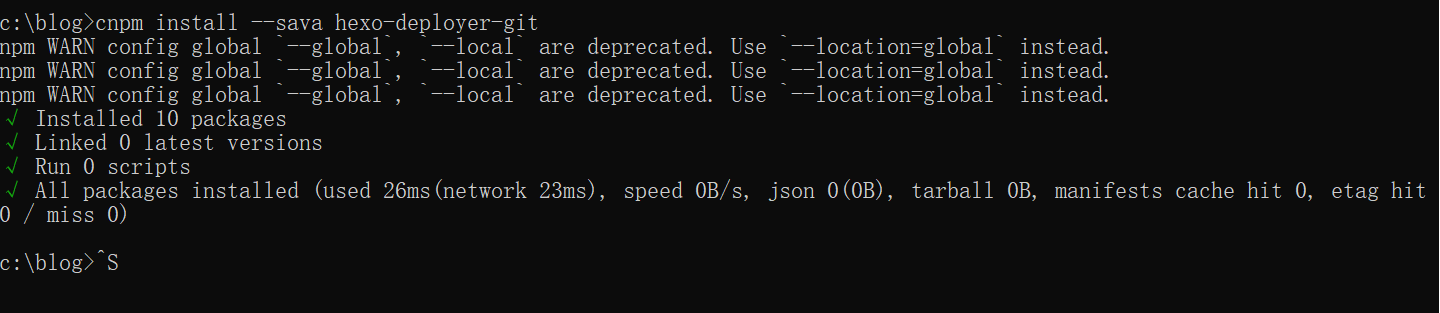 c:\blog>cnpm install --sava hexo-deployer-git
npm WARN config global `--global`, `--local` are deprecated. Use `--location=global` instead.
npm WARN config global `--global`, `--local` are deprecated. Use `--location=global` instead.
npm WARN config global `--global`, `--local` are deprecated. Use `--location=global` instead.
√ Installed 10 packages
√ Linked 0 latest versions
√ Run 0 scripts
√ All packages installed (used 26ms(network 23ms), speed 0B/s, json 0(0B), tarball 0B, manifests cache hit 0, etag hit
0 / miss 0)
c:\blog>^S